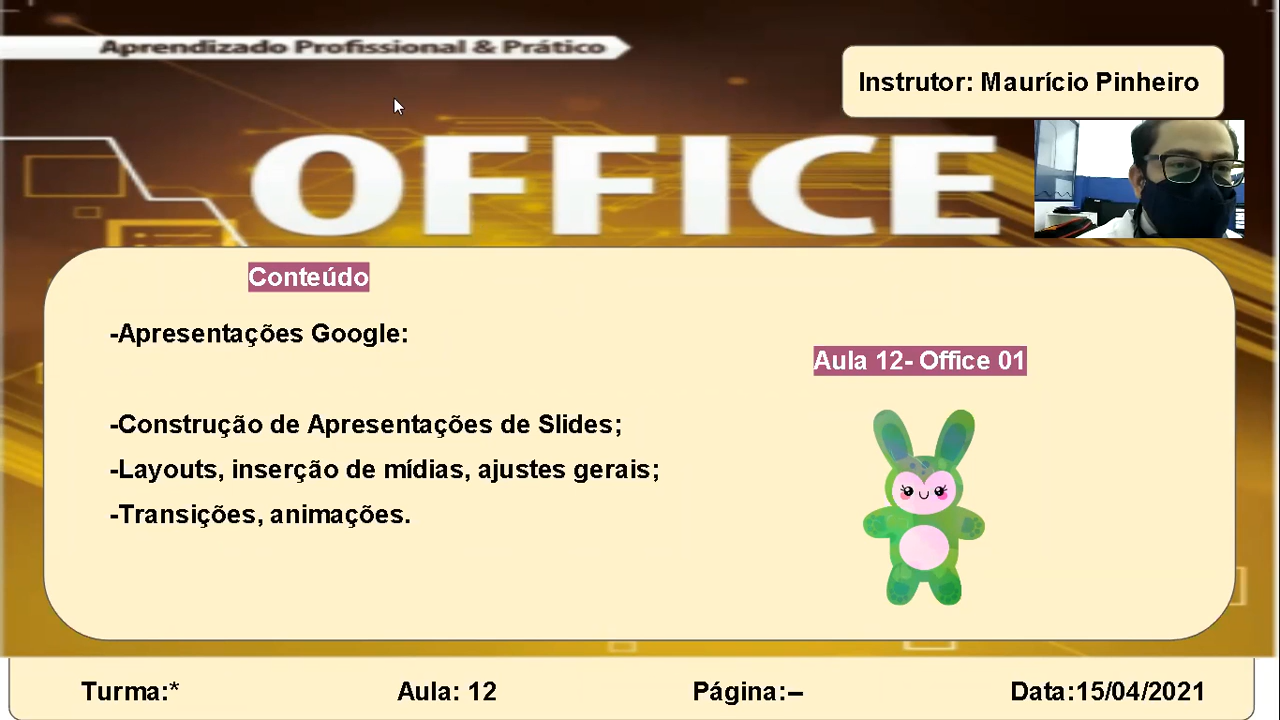 Aprendizado Profissional & Prático
Instrutor: Maurício Pinheiro
OFFICE
Conteúdo
-Apresentações Google:
Aula 12- Office 01
-Construção de Apresentações de Slides;
-Layouts, inserção de mídias, ajustes gerais;
-Transições, animações.
Turma:* Aula: 12 Página:-- Data:15/04/2021